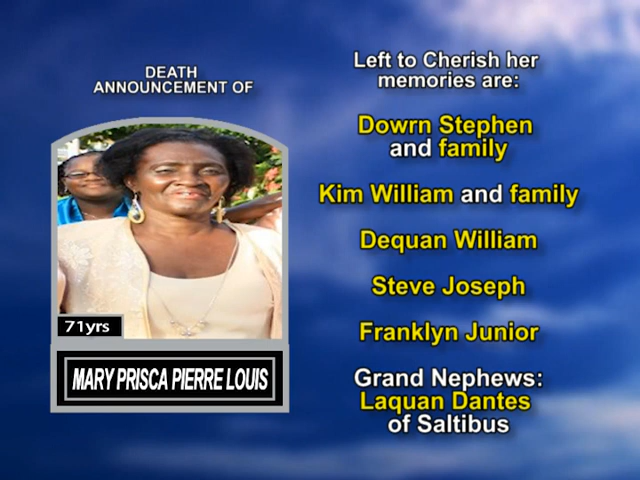 DEATH
ANNOUNCEMENT OF
71yrs
MARY PRISCA PIERRE LOUIS
Left to Cherish her
memories are:
Dowrn Stephen
and family
Kim William and family
Dequan William
Steve Joseph
Franklyn Junior
Grand Nephews:
Laquan Dantes
of Saltibus